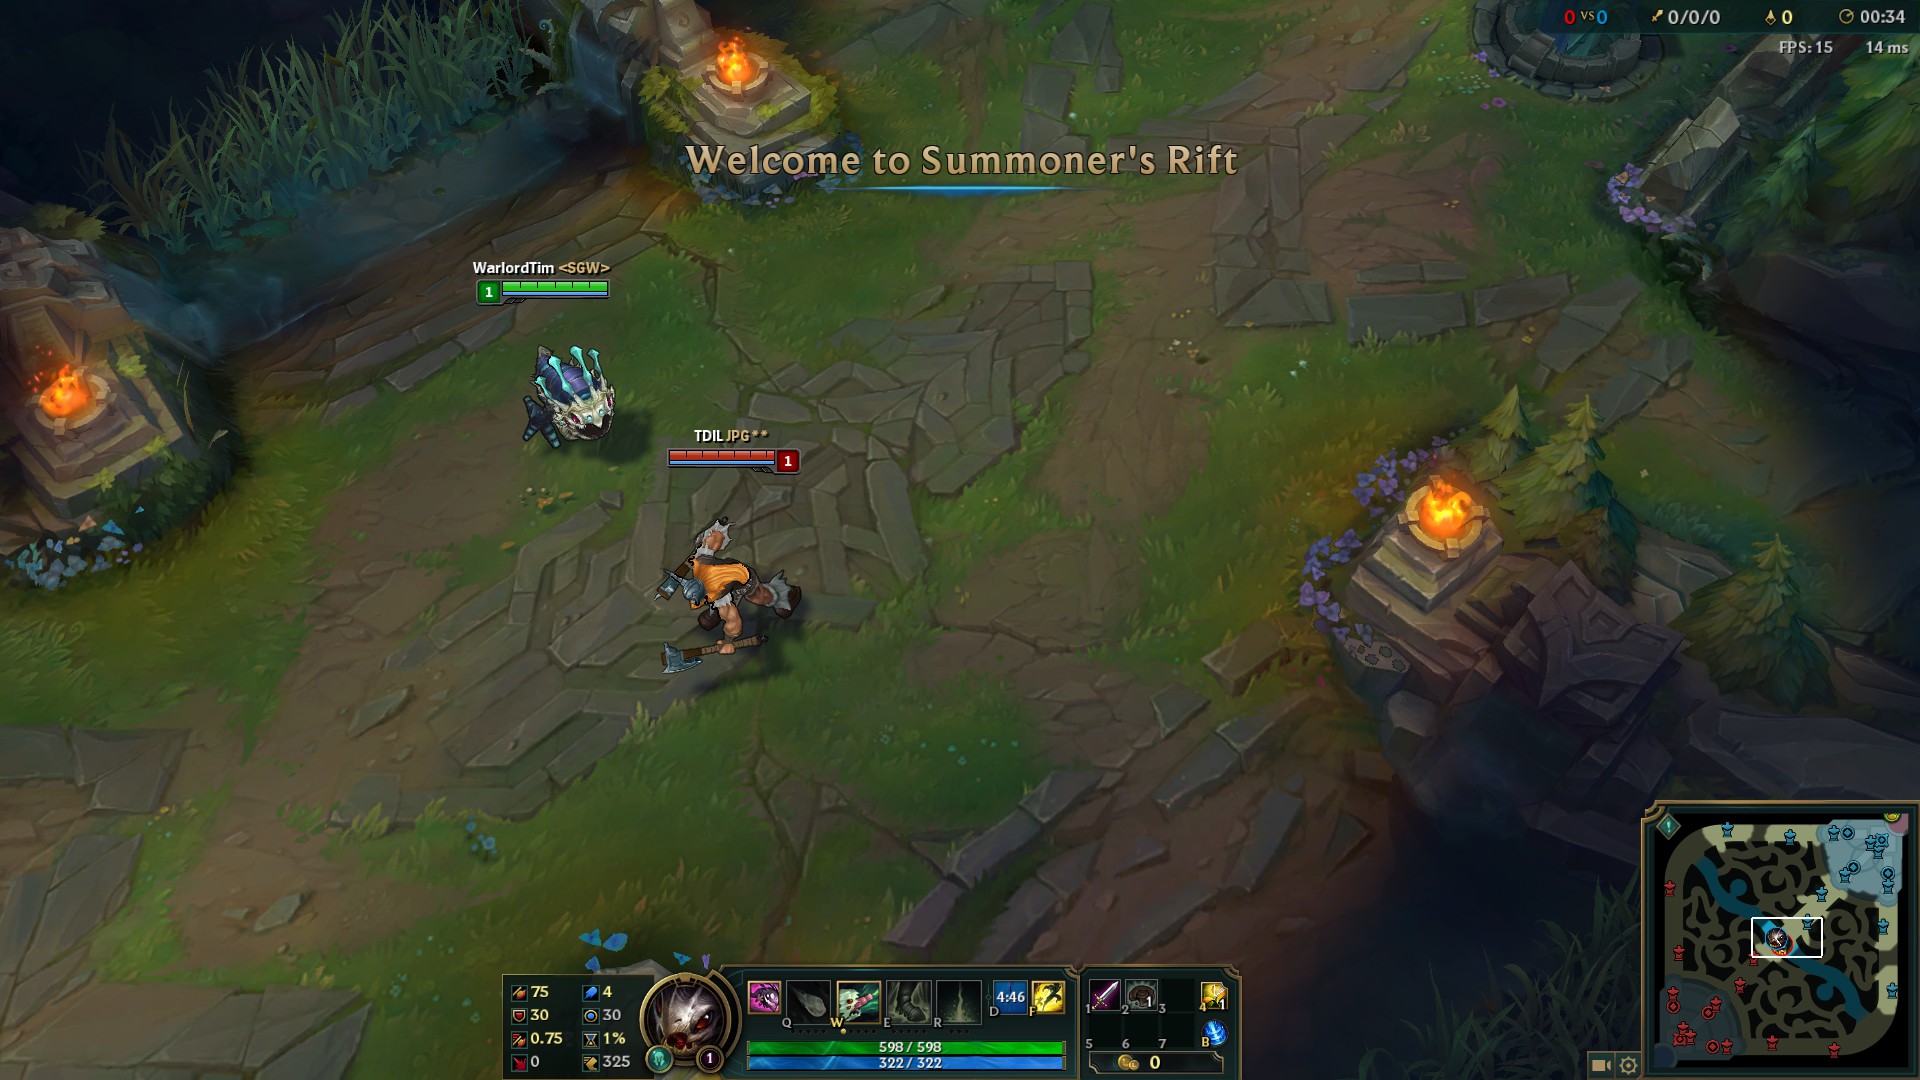 0 VS 0 0/0/0 0 00:34
FPS: 15 14 ms
Welcome to Summoner's Rift
WarlordTim <SGW>
1
TDIL JPG**
1
75 4
30 30
0.75 1%
0 325
1
Q W E R D F
4:46
598 / 598
322 / 322
1 2 1 3 4 1
5 6 7 B
0